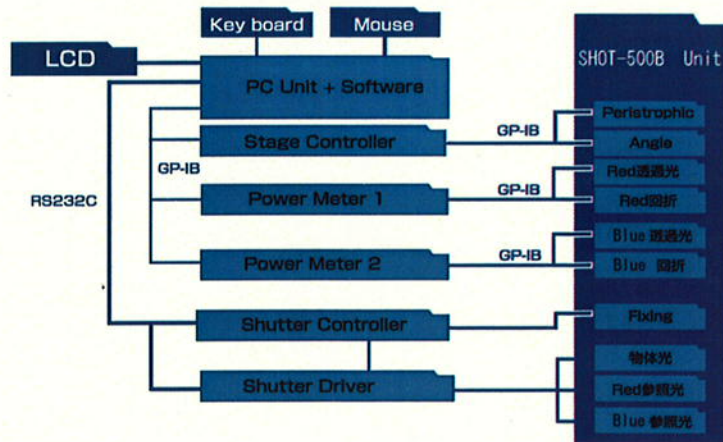 Key board
Mouse
LCD
SHOT-500B Unit
PC Unit + Software
Peristrophic
GP-IB
Stage Controller
Angle
GP-IB
Red透過光
GP-IB
RS232C
Power Meter 1
Red回折
Blue 透過光
GP-IB
Power Meter 2
Blue 回折
Shutter Controller
Fixing
物体光
Shutter Driver
Red参照光
Blue 参照光